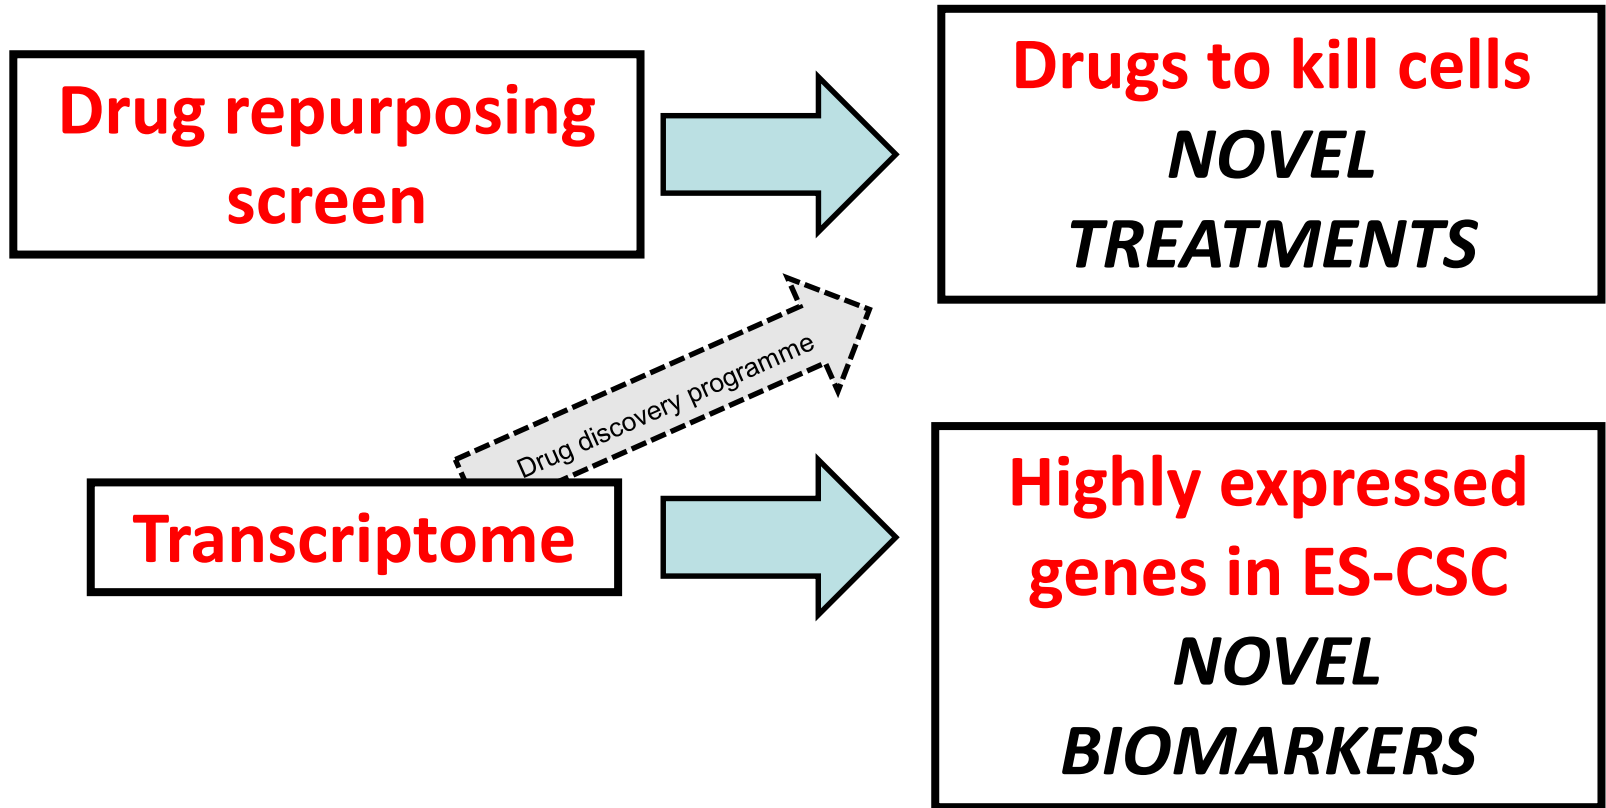 Drug repurposing
screen
Drugs to kill cells
NOVEL
TREATMENTS
Drug discovery programme
Transcriptome
Highly expressed
genes in ES-CSC
NOVEL
BIOMARKERS